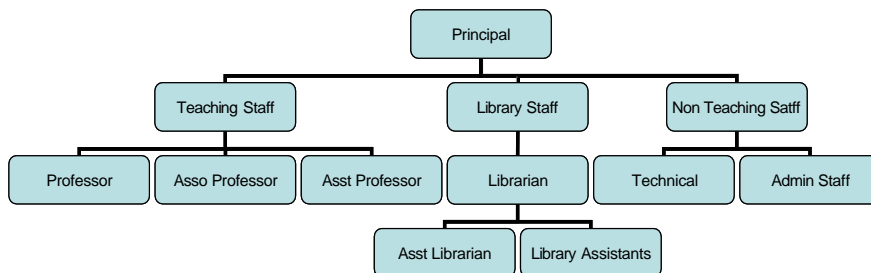 Principal
Teaching Staff
Library Staff
Non Teaching Satff
Professor
Asso Professor
Asst Professor
Librarian
Technical
Admin Staff
Asst Librarian
Library Assistants